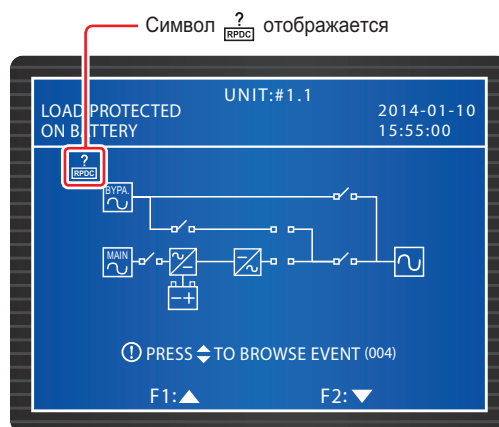 Символ ? RPDC отображается
UNIT:#1.1
LOAD PROTECTED
ON BATTERY
2014-01-10
15:55:00
?
RPDC
BYPA.
MAIN
! PRESS TO BROWSE EVENT (004)
F1:▲ F2:▼